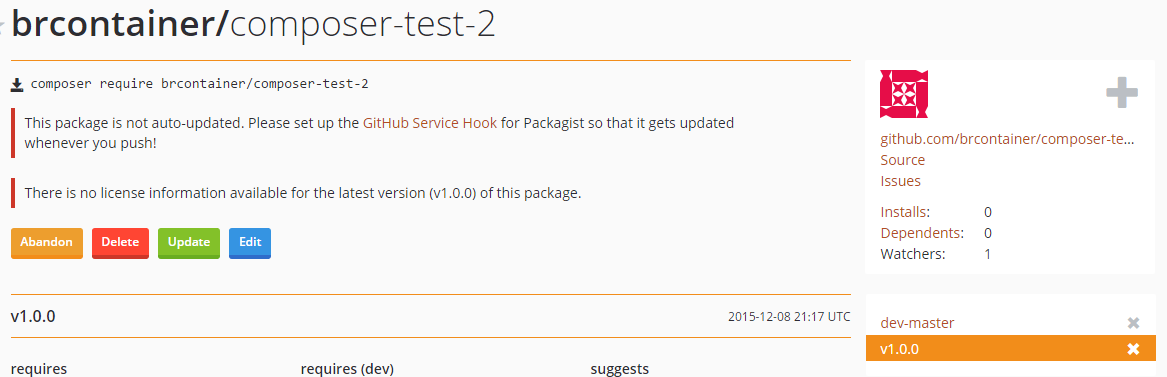 brcontainer/composer-test-2
composer require brcontainer/composer-test-2
This package is not auto-updated. Please set up the GitHub Service Hook for Packagist so that it gets updated
whenever you push!
There is no license information available for the latest version (v1.0.0) of this package.
Abandon Delete Update Edit
github.com/brcontainer/composer-te...
Source
Issues
Installs: 0
Dependents: 0
Watchers: 1
v1.0.0 2015-12-08 21:17 UTC
requires requires (dev) suggests
dev-master
v1.0.0